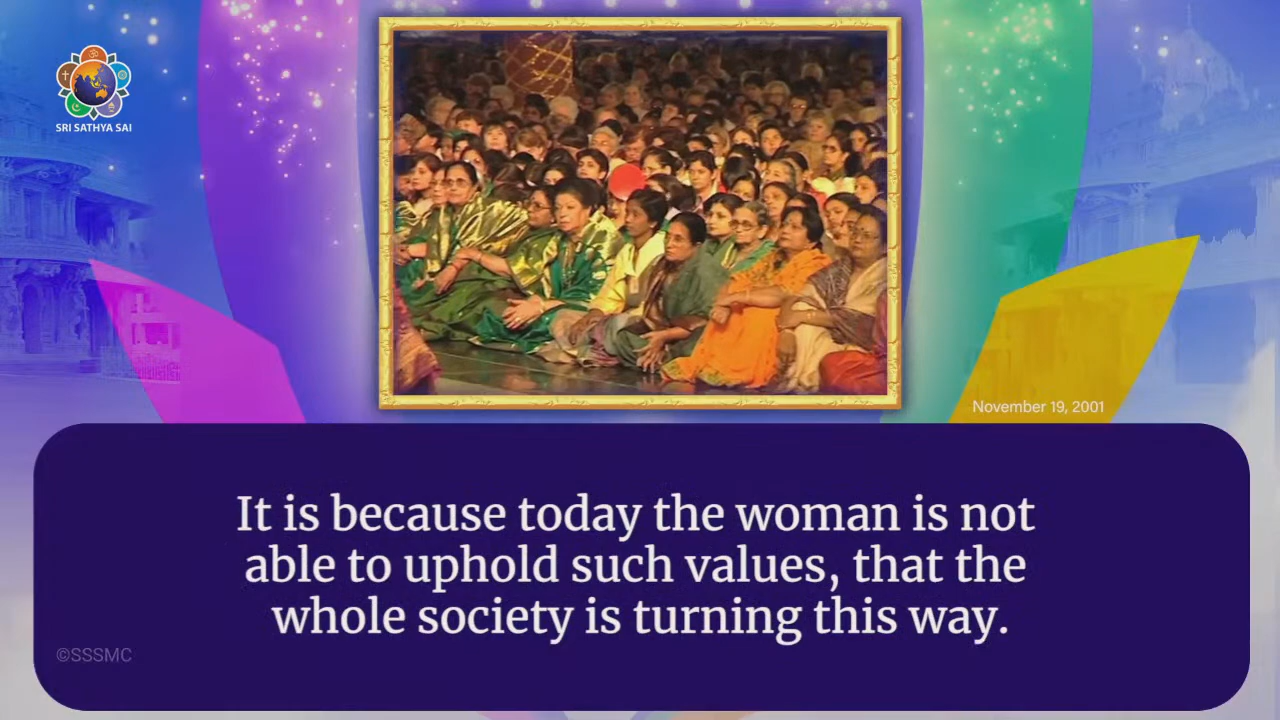 SRI SATHYA SAI
November 19, 2001
It is because today the woman is not
able to uphold such values, that the
whole society is turning this way.
©SSSMC